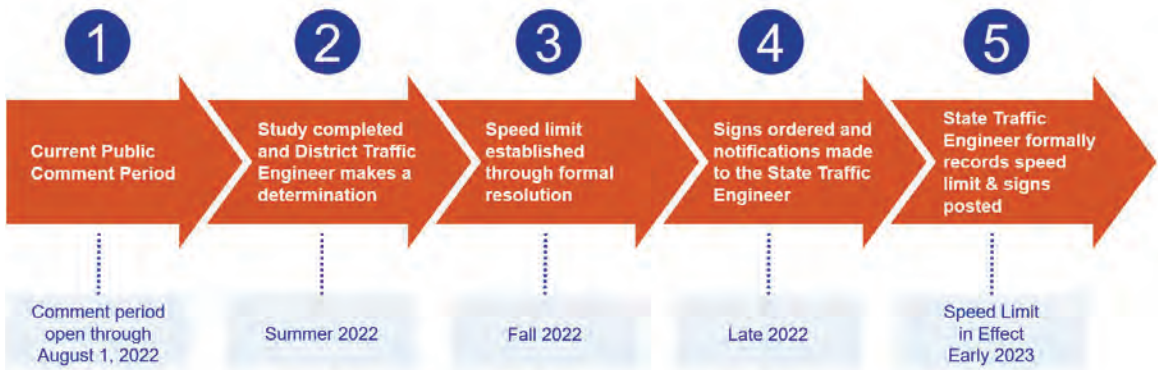 1
Current Public
Comment Period
Comment period
open through
August 1, 2022
2
Study completed
and District Traffic
Engineer makes a
determination
Summer 2022
3
Speed limit
established
through formal
resolution
Fall 2022
4
Signs ordered and
notifications made
to the State Traffic
Engineer
Late 2022
5
State Traffic
Engineer formally
records speed
limit & signs
posted
Speed Limit
in Effect
Early 2023